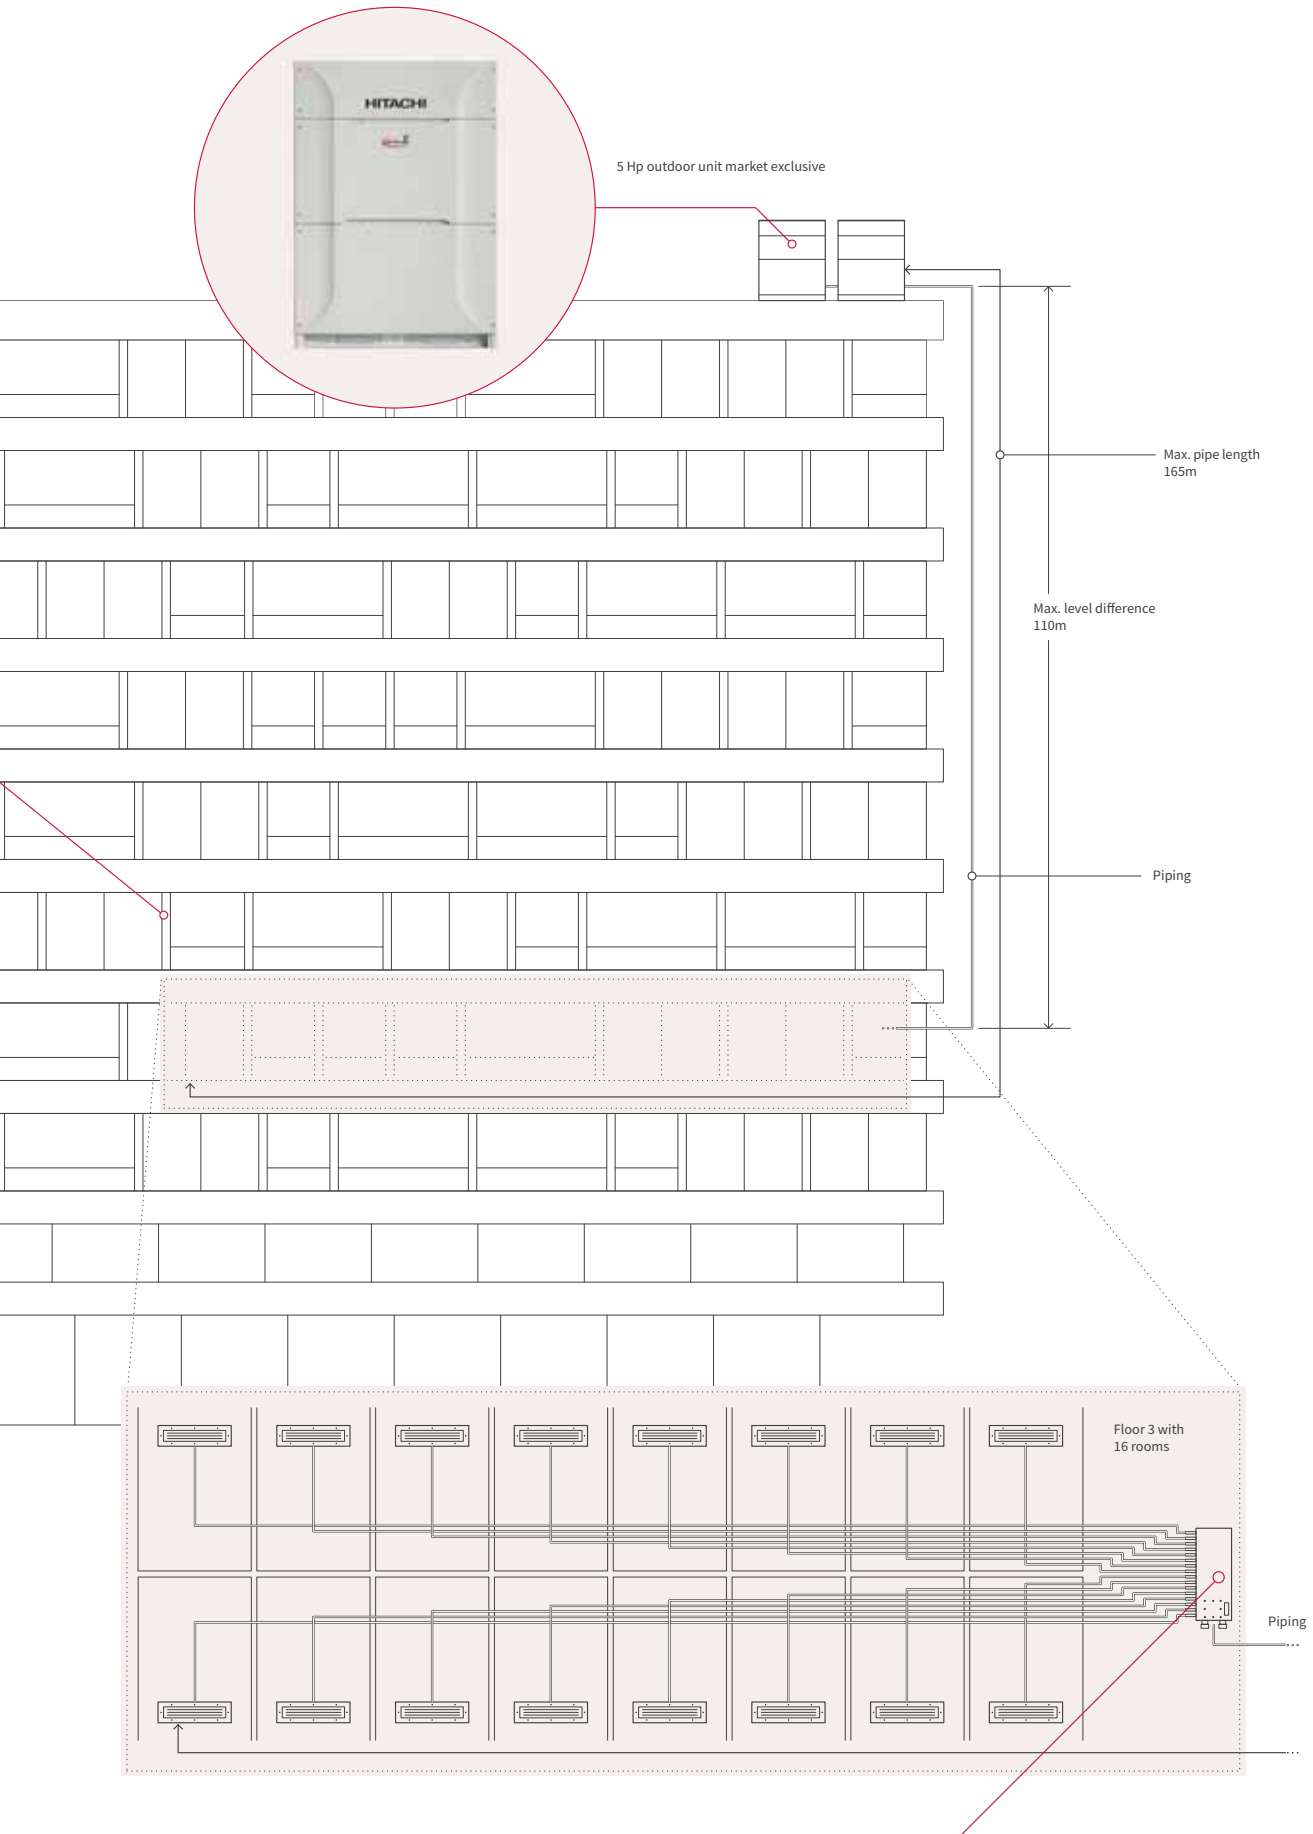 HITACHI
5 Hp outdoor unit market exclusive
Max. pipe length
165m
Max. level difference
110m
Piping
Floor 3 with
16 rooms
Piping